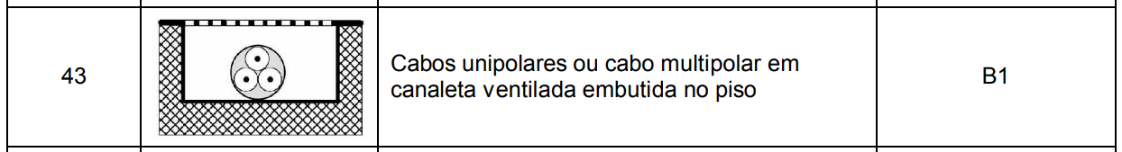 43
Cabos unipolares ou cabo multipolar em
canaleta ventilada embutida no piso
B1